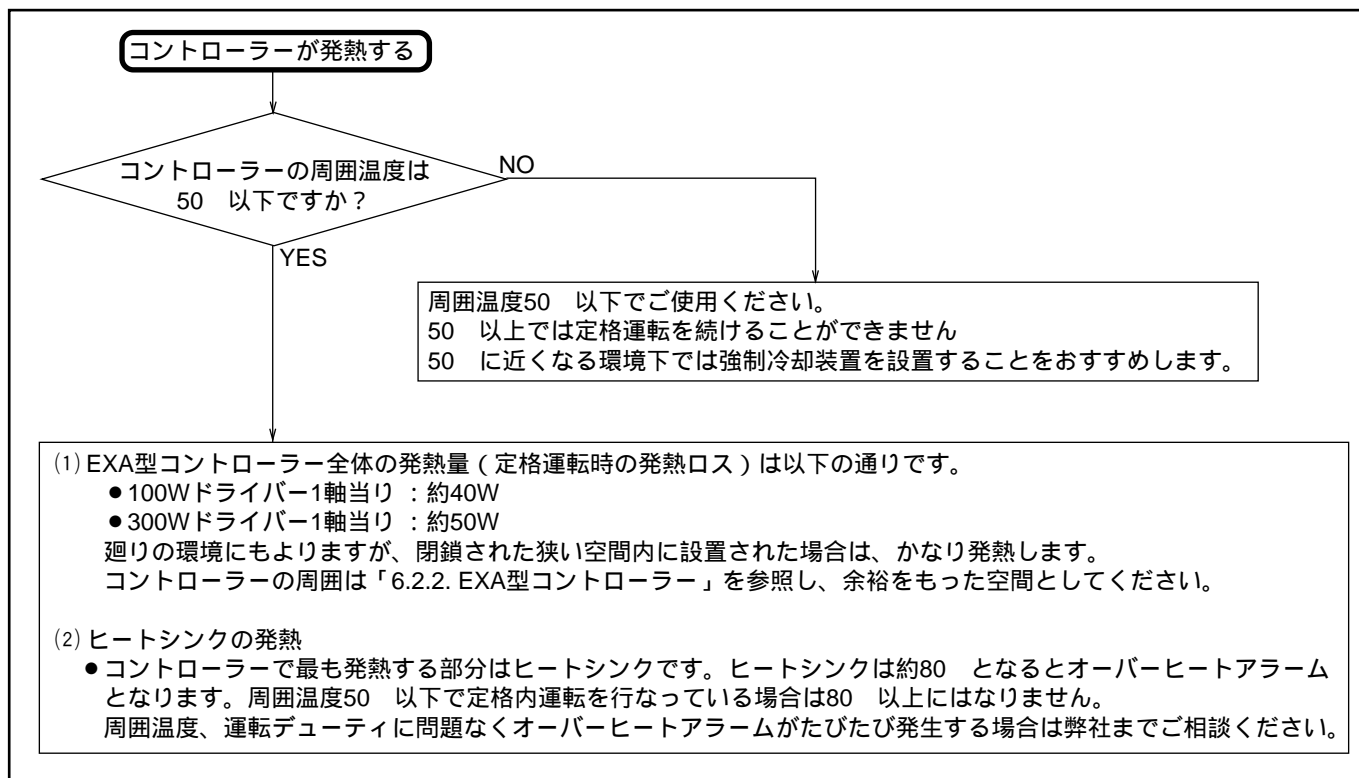 コントローラーが発熱する
コントローラーの周囲温度は
50　以下ですか？
NO
YES
周囲温度50　以下でご使用ください。
50　以上では定格運転を続けることができません
50　に近くなる環境下では強制冷却装置を設置することをおすすめします。
⑴ EXA型コントローラー全体の発熱量（定格運転時の発熱ロス）は以下の通りです。
●100Wドライバー1軸当り ：約40W
●300Wドライバー1軸当り ：約50W
廻りの環境にもよりますが、閉鎖された狭い空間内に設置された場合は、かなり発熱します。
コントローラーの周囲は「6.2.2. EXA型コントローラー」を参照し、余裕をもった空間としてください。
⑵ ヒートシンクの発熱
●コントローラーで最も発熱する部分はヒートシンクです。ヒートシンクは約80　となるとオーバーヒートアラーム
となります。周囲温度50　以下で定格内運転を行なっている場合は80　以上にはなりません。
周囲温度、運転デューティに問題なくオーバーヒートアラームがたびたび発生する場合は弊社までご相談ください。